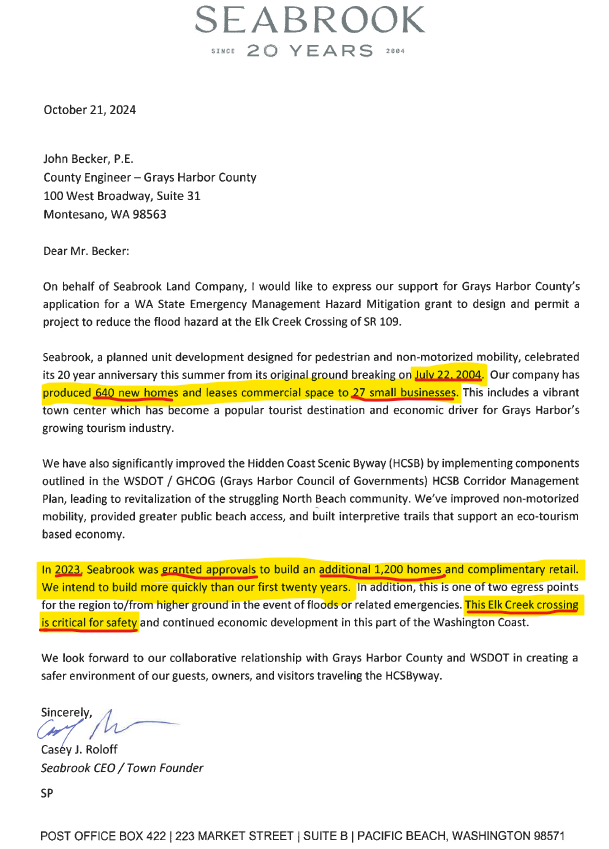 SEABROOK
SINCE 20 YEARS 2004
October 21, 2024
John Becker, P.E.
County Engineer – Grays Harbor County
100 West Broadway, Suite 31
Montesano, WA 98563
Dear Mr. Becker:
On behalf of Seabrook Land Company, I would like to express our support for Grays Harbor County's
application for a WA State Emergency Management Hazard Mitigation grant to design and permit a
project to reduce the flood hazard at the Elk Creek Crossing of SR 109.
Seabrook, a planned unit development designed for pedestrian and non-motorized mobility, celebrated
its 20 year anniversary this summer from its original ground breaking on July 22, 2004. Our company has
produced 640 new homes and leases commercial space to 27 small businesses. This includes a vibrant
town center which has become a popular tourist destination and economic driver for Grays Harbor's
growing tourism industry.
We have also significantly improved the Hidden Coast Scenic Byway (HCSB) by implementing components
outlined in the WSDOT / GHCOG (Grays Harbor Council of Governments) HCSB Corridor Management
Plan, leading to revitalization of the struggling North Beach community. We've improved non-motorized
mobility, provided greater public beach access, and built interpretive trails that support an eco-tourism
based economy.
In 2023, Seabrook was granted approvals to build an additional 1,200 homes and complimentary retail.
We intend to build more quickly than our first twenty years. In addition, this is one of two egress points
for the region to/from higher ground in the event of floods or related emergencies. This Elk Creek crossing
is critical for safety and continued economic development in this part of the Washington Coast.
We look forward to our collaborative relationship with Grays Harbor County and WSDOT in creating a
safer environment of our guests, owners, and visitors traveling the HCSByway.
Sincerely,
Casey J. Roloff
Seabrook CEO / Town Founder
SP
POST OFFICE BOX 422 | 223 MARKET STREET | SUITE B | PACIFIC BEACH, WASHINGTON 98571